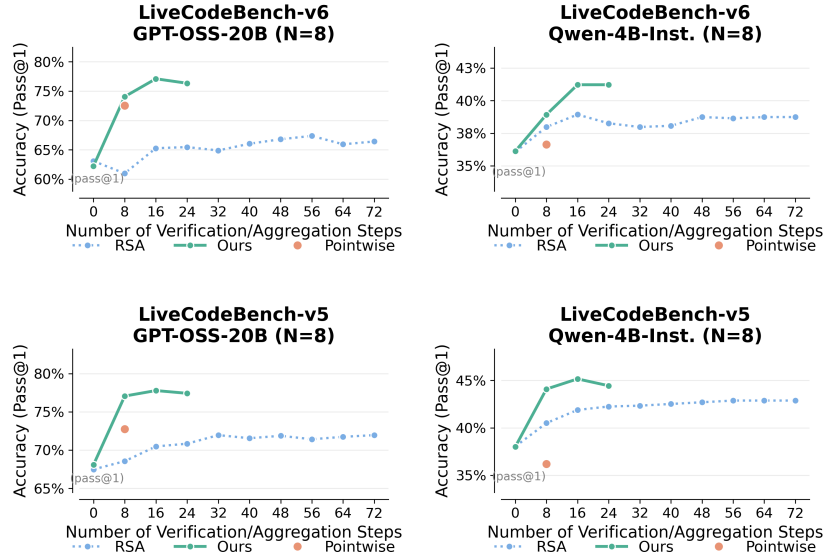 LiveCodeBench-v6
GPT-OSS-20B (N=8)
Accuracy (Pass@1)
80%
75%
70%
65%
60%
(pass@1)
0 8 16 24 32 40 48 56 64 72
Number of Verification/Aggregation Steps
RSA Ours Pointwise
LiveCodeBench-v6
Qwen-4B-Inst. (N=8)
Accuracy (Pass@1)
43%
40%
38%
35%
(pass@1)
0 8 16 24 32 40 48 56 64 72
Number of Verification/Aggregation Steps
RSA Ours Pointwise
LiveCodeBench-v5
GPT-OSS-20B (N=8)
Accuracy (Pass@1)
80%
75%
70%
65%
(pass@1)
0 8 16 24 32 40 48 56 64 72
Number of Verification/Aggregation Steps
RSA Ours Pointwise
LiveCodeBench-v5
Qwen-4B-Inst. (N=8)
Accuracy (Pass@1)
45%
40%
35%
(pass@1)
0 8 16 24 32 40 48 56 64 72
Number of Verification/Aggregation Steps
RSA Ours Pointwise